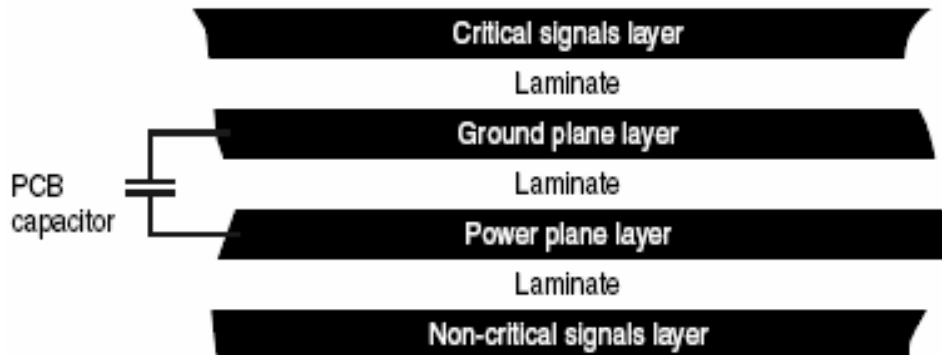 Critical signals layer
Laminate
Ground plane layer
PCB
capacitor
Laminate
Power plane layer
Laminate
Non-critical signals layer